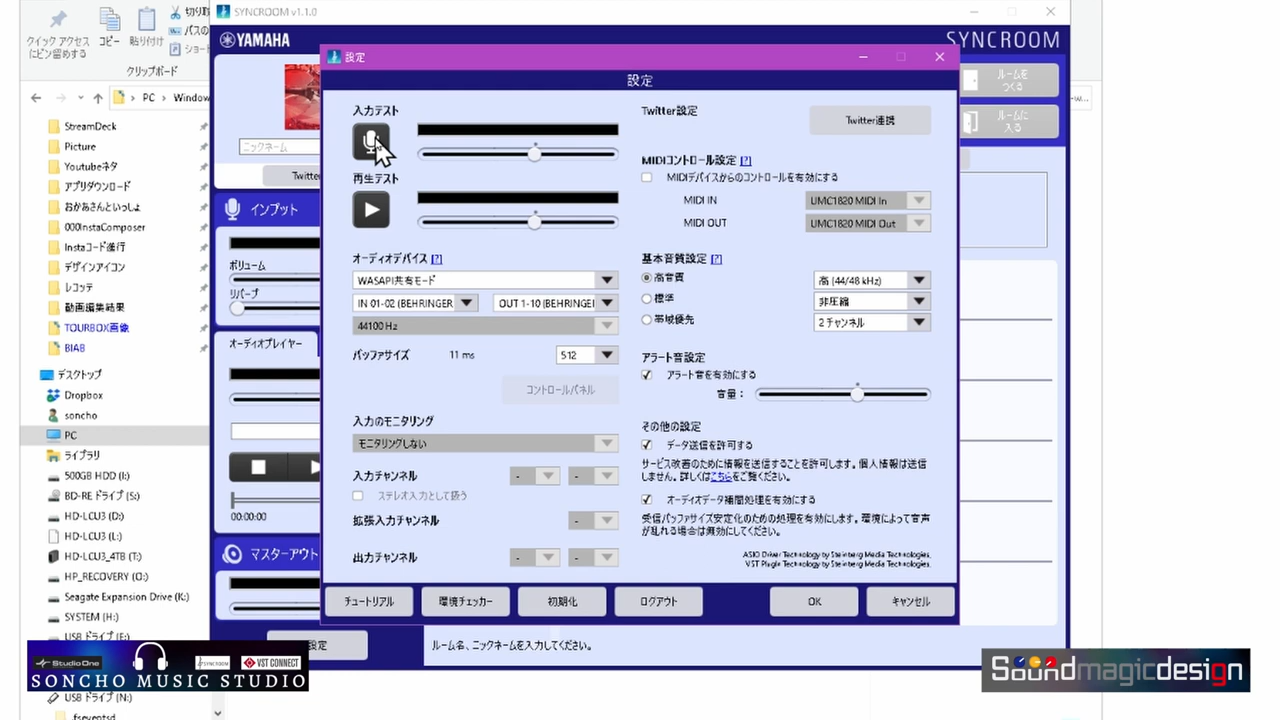 クイック アクセス
にピン留めする
コピー
貼り付け
切り取り
パスの
ショー
クリップボード
PC
Window
StreamDeck
Picture
Youtubeネタ
アプリダウンロード
おかあさんといっしょ
000InstaComposer
Instaコード進行
デザインアイコン
レコッテ
動画編集結果
TOURBOX画像
BIAB
デスクトップ
Dropbox
soncho
PC
ライブラリ
500GB HDD (I:)
BD-RE ドライブ (S:)
HD-LCU3 (D:)
HD-LCU3 (L:)
HD-LCU3_4TB (T:)
HP_RECOVERY (O:)
Seagate Expansion Drive (K:)
SYSTEM (H:)
USB ドライブ (E:)
USB ドライブ (N:)
.fseventsd
SYNCROOM v1.1.0
YAMAHA
SYNCROOM
ルームを
つくる
ルームに
入る
ニックネーム
Twitte
インプット
ボリューム
リバーブ
オーディオプレイヤー
00:00:00
マスターアウト
設定
ルーム名、ニックネームを入力してください。
設定
設定
入力テスト
再生テスト
オーディオデバイス [?]
WASAPI共有モード
IN 01-02 (BEHRINGER
OUT 1-10 (BEHRINGE
44100 Hz
バッファサイズ
11 ms
512
コントロールパネル
入力のモニタリング
モニタリングしない
入力チャンネル
-
-
ステレオ入力として扱う
拡張入力チャンネル
-
出力チャンネル
-
-
Twitter設定
Twitter連携
MIDIコントロール設定 [?]
MIDIデバイスからのコントロールを有効にする
MIDI IN
UMC1820 MIDI In
MIDI OUT
UMC1820 MIDI Out
基本音質設定 [?]
高音質
高 (44/48 kHz)
標準
非圧縮
帯域優先
2 チャンネル
アラート音設定
アラート音を有効にする
音量：
その他の設定
データ送信を許可する
サービス改善のために情報を送信することを許可します。個人情報は送信
しません。詳しくはこちらをご覧ください。
オーディオデータ補間処理を有効にする
受信バッファサイズ安定化のための処理を有効にします。環境によって音声
が乱れる場合は無効にしてください。
ASIO Driver Technology by Steinberg Media Technologies.
VST PlugIn Technology by Steinberg Media Technologies.
チュートリアル
環境チェッカー
初期化
ログアウト
OK
キャンセル
Studio One
SYNCROOM
VST CONNECT
SONCHO MUSIC STUDIO
Soundmagicdesign